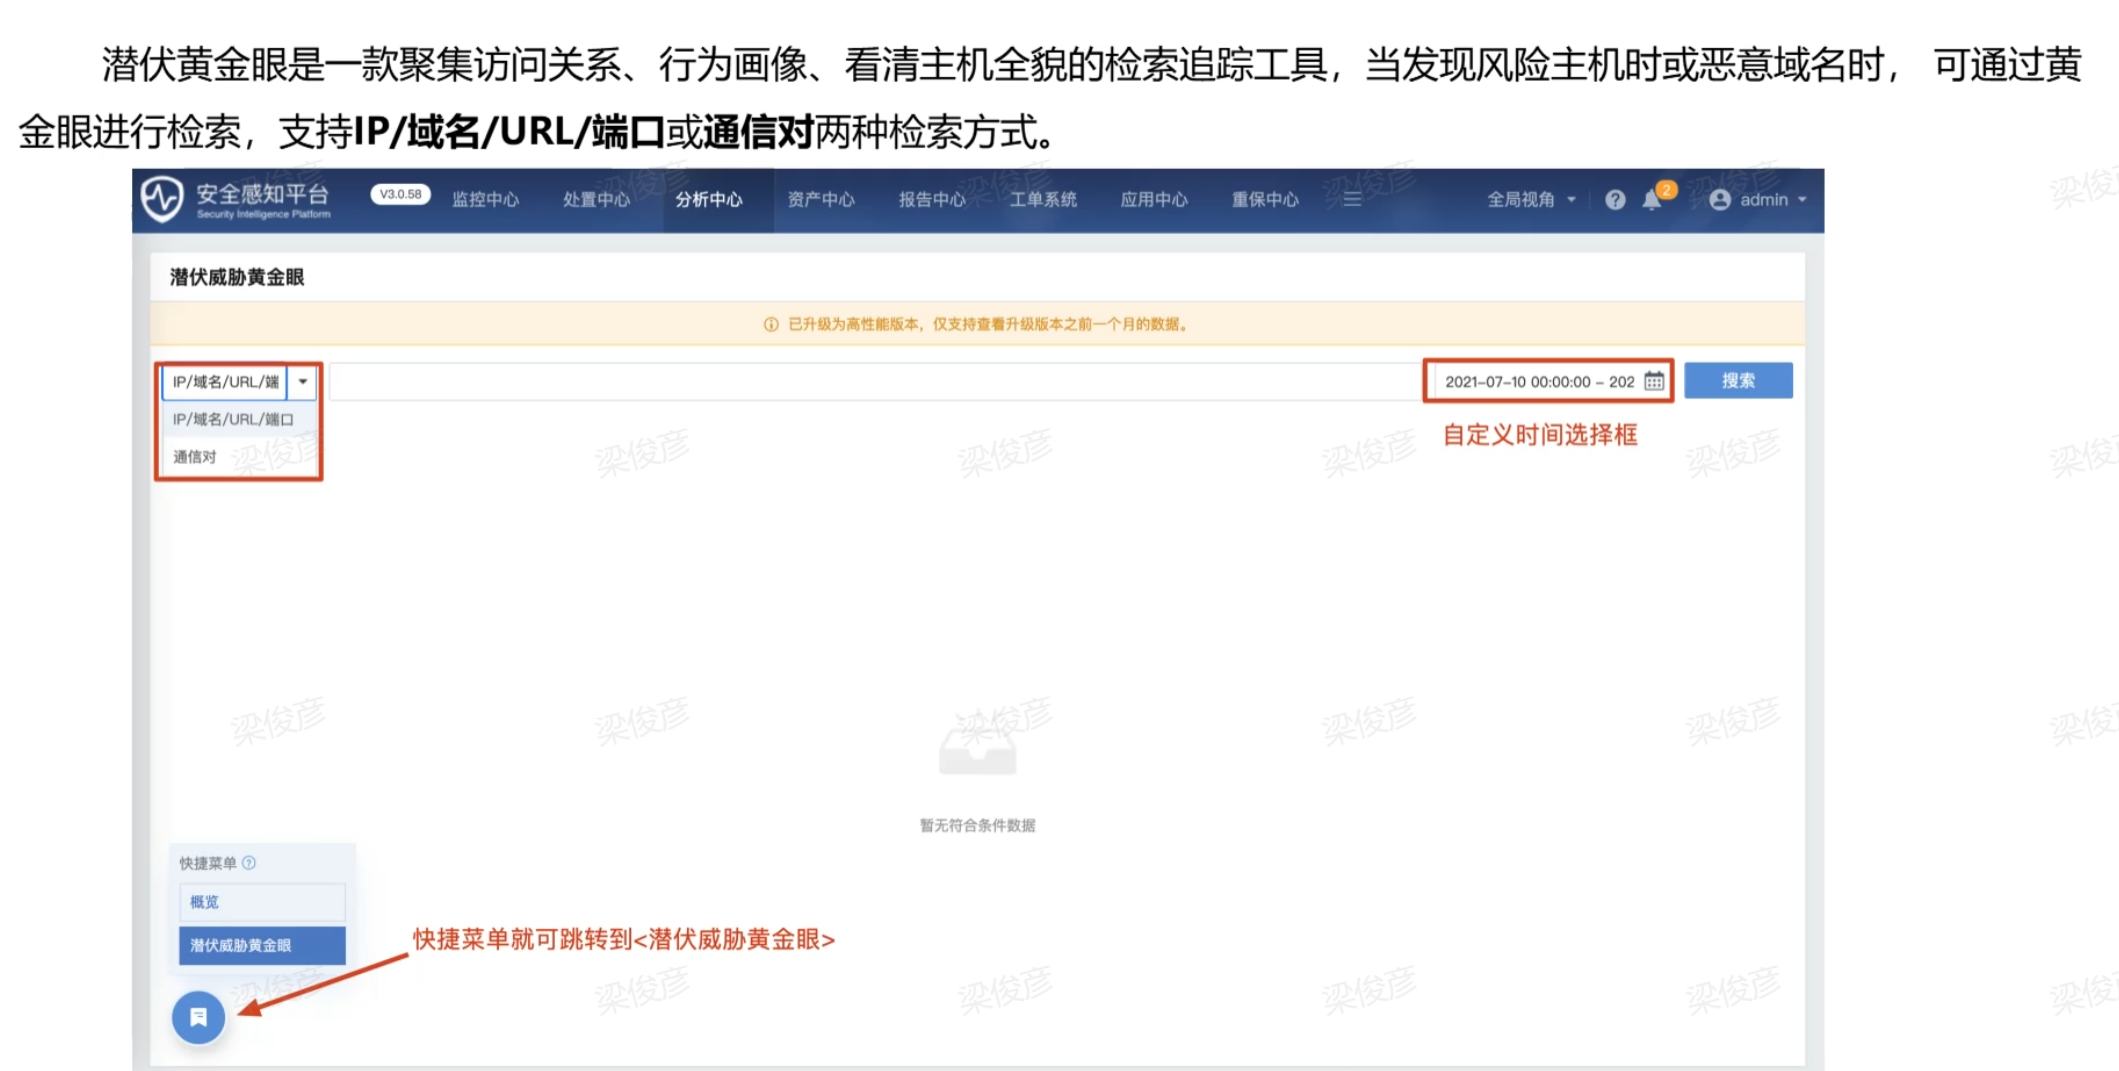 潜伏黄金眼是一款聚集访问关系、行为画像、看清主机全貌的检索追踪工具，当发现风险主机时或恶意域名时， 可通过黄
金眼进行检索，支持IP/域名/URL/端口或通信对两种检索方式。
安全感知平台 V3.0.58 监控中心 处置中心 分析中心 资产中心 报告中心 工单系统 应用中心 重保中心 全局视角 2 admin
Security Intelligence Platform
潜伏威胁黄金眼
已升级为高性能版本，仅支持查看升级版本之前一个月的数据。
IP/域名/URL/端 2021-07-10 00:00:00 - 202 搜索
IP/域名/URL/端口
自定义时间选择框
通信对
梁俊彦
暂无符合条件数据
快捷菜单
概览
快捷菜单就可跳转到<潜伏威胁黄金眼>
潜伏威胁黄金眼